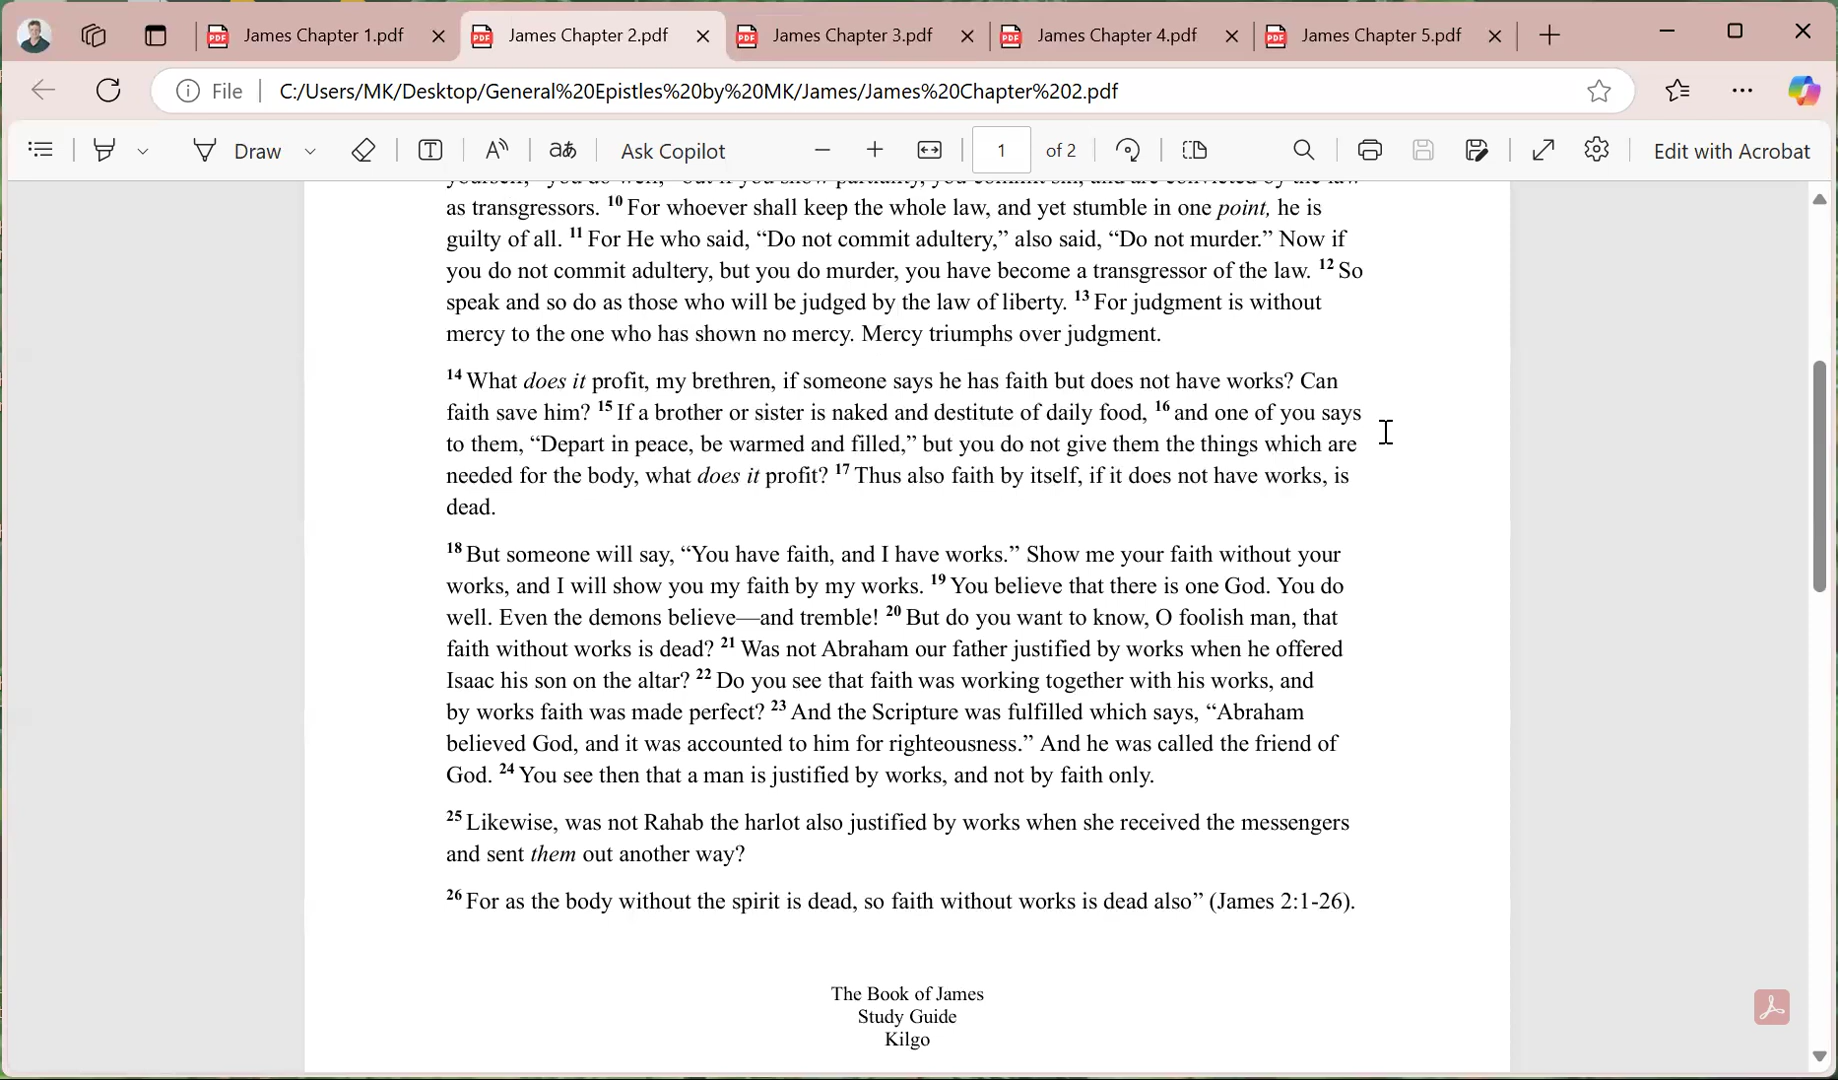 James Chapter 1.pdf
James Chapter 2.pdf
James Chapter 3.pdf
James Chapter 4.pdf
James Chapter 5.pdf
File
C:/Users/MK/Desktop/General%20Epistles%20by%20MK/James/James%20Chapter%202.pdf
Draw
Ask Copilot
1 of 2
Edit with Acrobat
yourself," you do well; but if you show partiality, you commit sin, and are convicted by the law
as transgressors. 10 For whoever shall keep the whole law, and yet stumble in one point, he is
guilty of all. 11 For He who said, “Do not commit adultery,” also said, “Do not murder.” Now if
you do not commit adultery, but you do murder, you have become a transgressor of the law. 12 So
speak and so do as those who will be judged by the law of liberty. 13 For judgment is without
mercy to the one who has shown no mercy. Mercy triumphs over judgment.
14 What does it profit, my brethren, if someone says he has faith but does not have works? Can
faith save him? 15 If a brother or sister is naked and destitute of daily food, 16 and one of you says
to them, “Depart in peace, be warmed and filled,” but you do not give them the things which are
needed for the body, what does it profit? 17 Thus also faith by itself, if it does not have works, is
dead.
18 But someone will say, “You have faith, and I have works.” Show me your faith without your
works, and I will show you my faith by my works. 19 You believe that there is one God. You do
well. Even the demons believe—and tremble! 20 But do you want to know, O foolish man, that
faith without works is dead? 21 Was not Abraham our father justified by works when he offered
Isaac his son on the altar? 22 Do you see that faith was working together with his works, and
by works faith was made perfect? 23 And the Scripture was fulfilled which says, “Abraham
believed God, and it was accounted to him for righteousness.” And he was called the friend of
God. 24 You see then that a man is justified by works, and not by faith only.
25 Likewise, was not Rahab the harlot also justified by works when she received the messengers
and sent them out another way?
26 For as the body without the spirit is dead, so faith without works is dead also” (James 2:1-26).
The Book of James
Study Guide
Kilgo